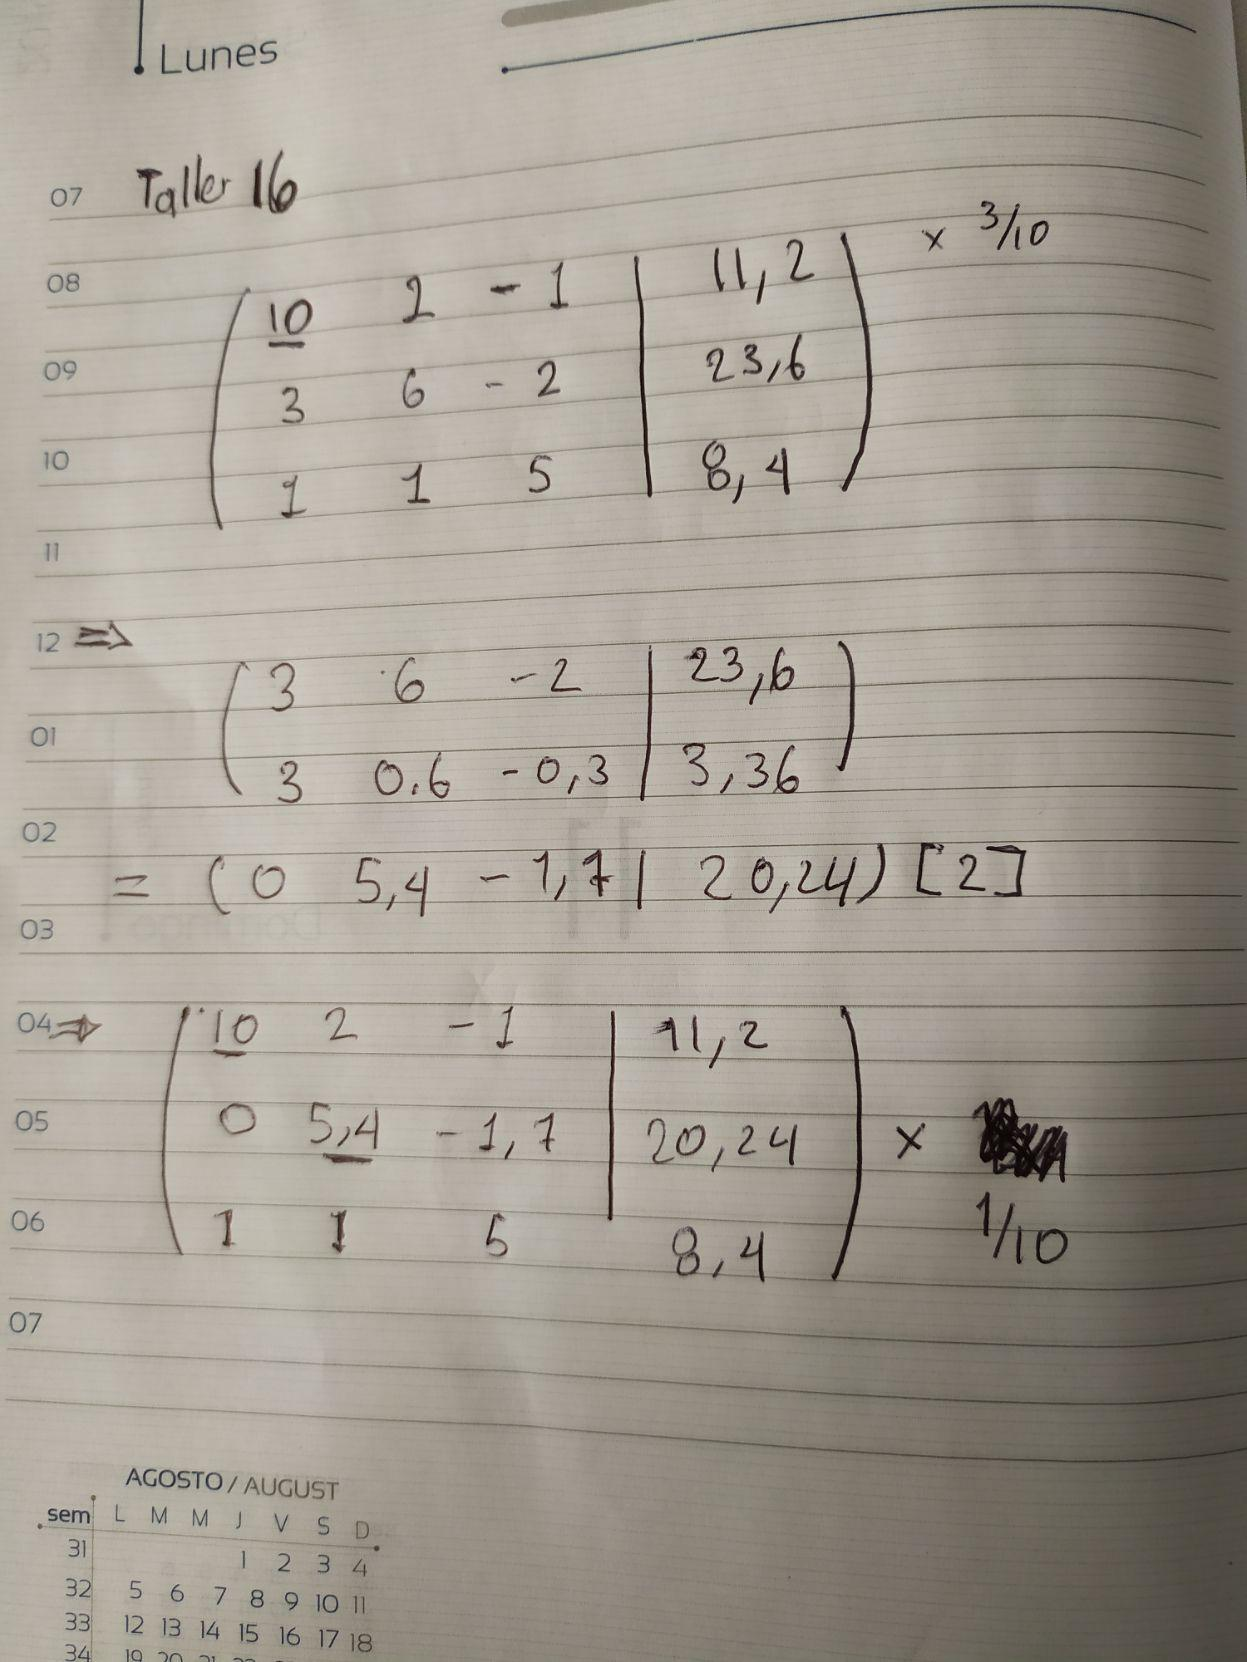 Lunes
07 Taller 16
× 3/10
08 10 2 -1 | 11,2
09 3 6 -2 | 23,6
10 1 1 5 | 8,4
11
12 ⇒
( 3 6 -2 | 23,6 )
01
( 3 0.6 -0,3 | 3,36 )
02
= ( 0 5,4 -1,7 | 20,24 ) [2]
03
04 ⇒ 10 2 -1 | 11,2
05 0 5,4 -1,7 | 20,24 ×
06 1 1 5 | 8,4 1/10
07
AGOSTO / AUGUST
sem L M M J V S D
31 1 2 3 4
32 5 6 7 8 9 10 11
33 12 13 14 15 16 17 18
34 19 20 21